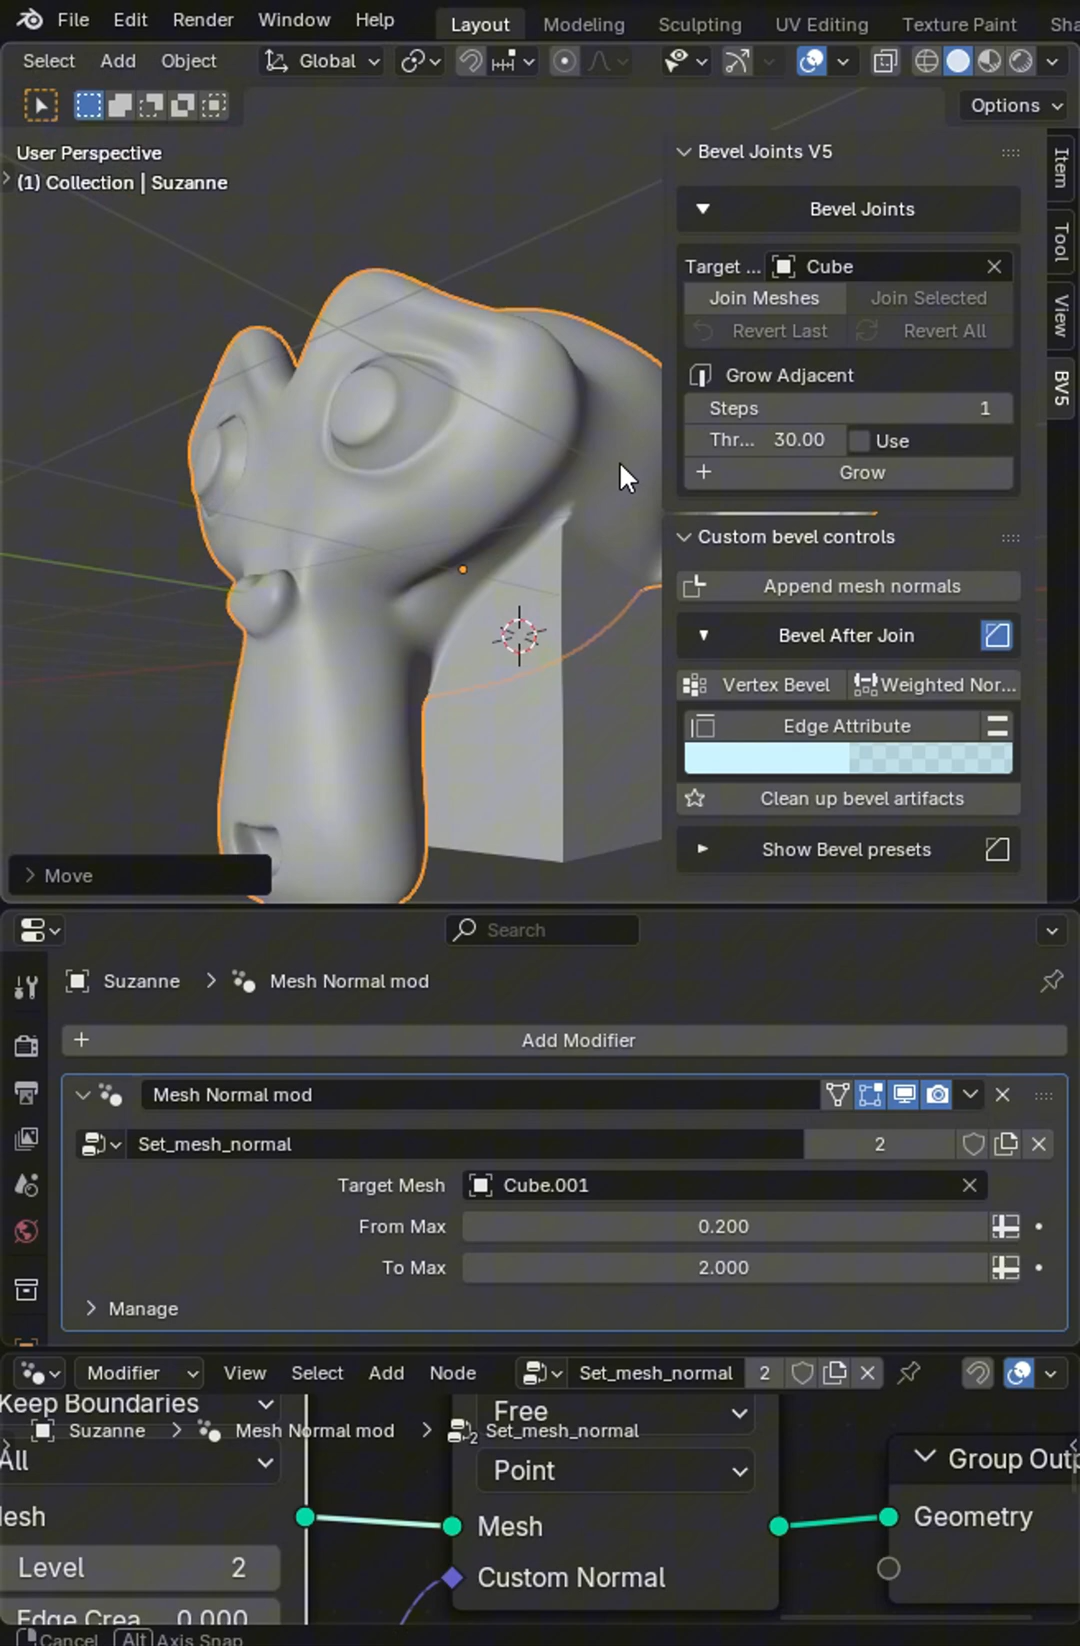 File Edit Render Window Help Layout Modeling Sculpting UV Editing Texture Paint Sha
Select Add Object Global
Options
User Perspective
(1) Collection | Suzanne
Bevel Joints V5
Bevel Joints
Target ... Cube
Join Meshes Join Selected
Revert Last Revert All
Grow Adjacent
Steps 1
Thr... 30.00 Use
Grow
Custom bevel controls
Append mesh normals
Bevel After Join
Vertex Bevel Weighted Nor...
Edge Attribute
Clean up bevel artifacts
Show Bevel presets
Item
Tool
View
BV5
Move
Search
Suzanne > Mesh Normal mod
Add Modifier
Mesh Normal mod
Set_mesh_normal 2
Target Mesh Cube.001
From Max 0.200
To Max 2.000
Manage
Modifier View Select Add Node Set_mesh_normal 2
Keep Boundaries
Free
Suzanne > Mesh Normal mod > 2 Set_mesh_normal
All
Point
Group Outp
Mesh
Mesh
Geometry
Level 2
Custom Normal
Edge Crea 0.000
Cancel Alt Axis Snap